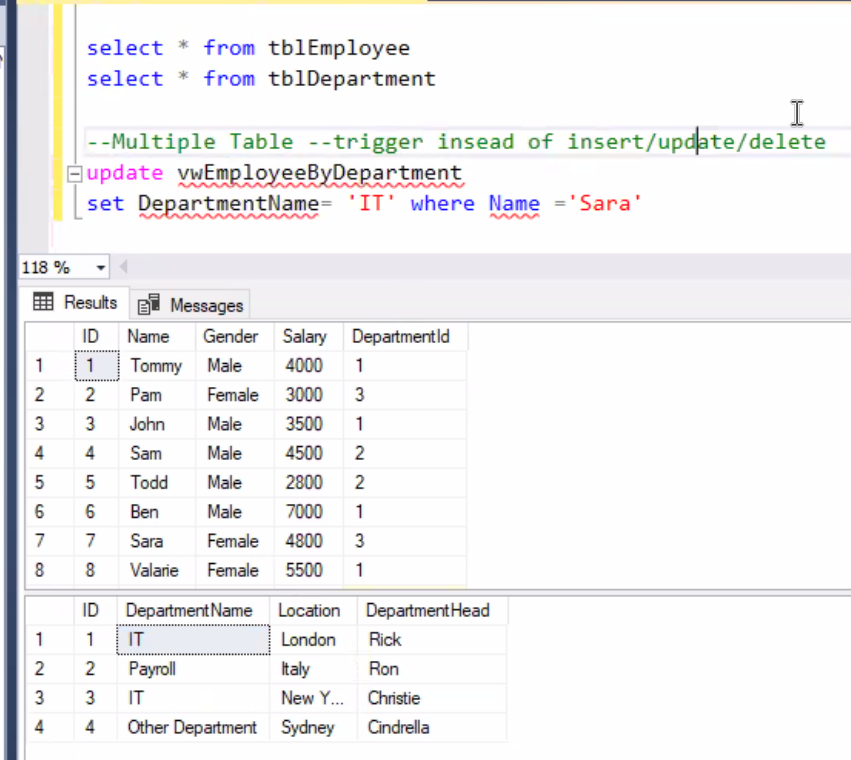 select * from tblEmployee
select * from tblDepartment
--Multiple Table --trigger insead of insert/update/delete
update vwEmployeeByDepartment
set DepartmentName= 'IT' where Name ='Sara'
118 %
Results Messages
ID Name Gender Salary DepartmentId
1 1 Tommy Male 4000 1
2 2 Pam Female 3000 3
3 3 John Male 3500 1
4 4 Sam Male 4500 2
5 5 Todd Male 2800 2
6 6 Ben Male 7000 1
7 7 Sara Female 4800 3
8 8 Valarie Female 5500 1
ID DepartmentName Location DepartmentHead
1 1 IT London Rick
2 2 Payroll Italy Ron
3 3 IT New Y... Christie
4 4 Other Department Sydney Cindrella